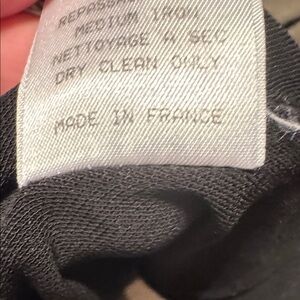 MEDIUM IRON
NETTOYAGE A SEC
DRY CLEAN ONLY
MADE IN FRANCE